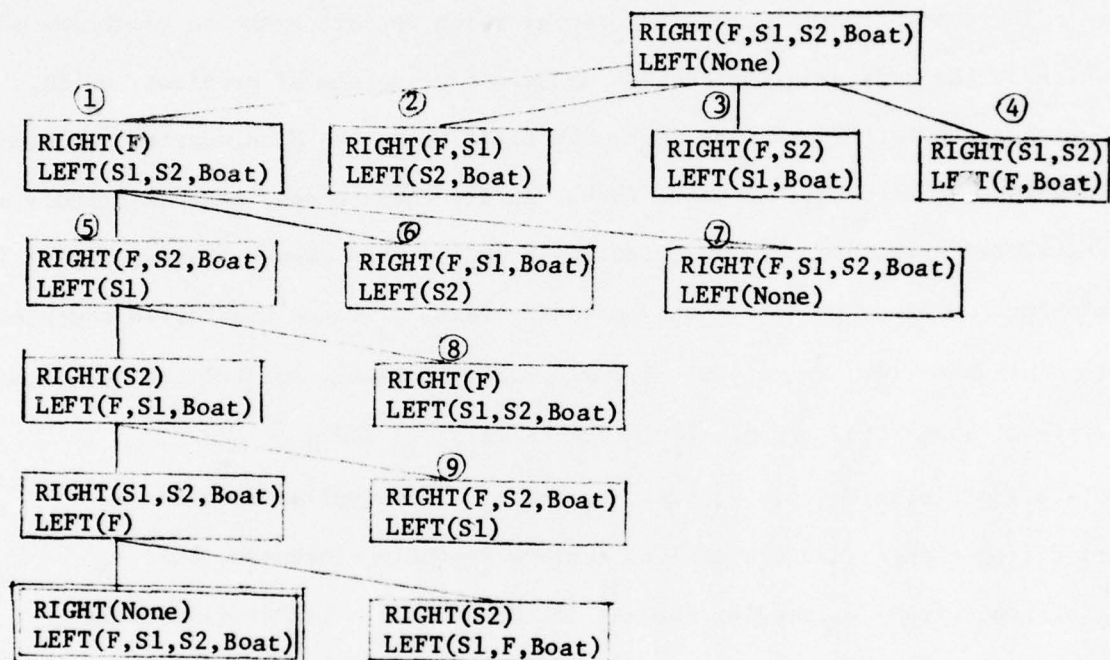 RIGHT(F,S1,S2,Boat)
LEFT(None)
①
②
③
④
RIGHT(F)
LEFT(S1,S2,Boat)
RIGHT(F,S1)
LEFT(S2,Boat)
RIGHT(F,S2)
LEFT(S1,Boat)
RIGHT(S1,S2)
LEFT(F,Boat)
⑤
⑥
⑦
RIGHT(F,S2,Boat)
LEFT(S1)
RIGHT(F,S1,Boat)
LEFT(S2)
RIGHT(F,S1,S2,Boat)
LEFT(None)
⑧
RIGHT(S2)
LEFT(F,S1,Boat)
RIGHT(F)
LEFT(S1,S2,Boat)
⑨
RIGHT(S1,S2,Boat)
LEFT(F)
RIGHT(F,S2,Boat)
LEFT(S1)
RIGHT(None)
LEFT(F,S1,S2,Boat)
RIGHT(S2)
LEFT(S1,F,Boat)